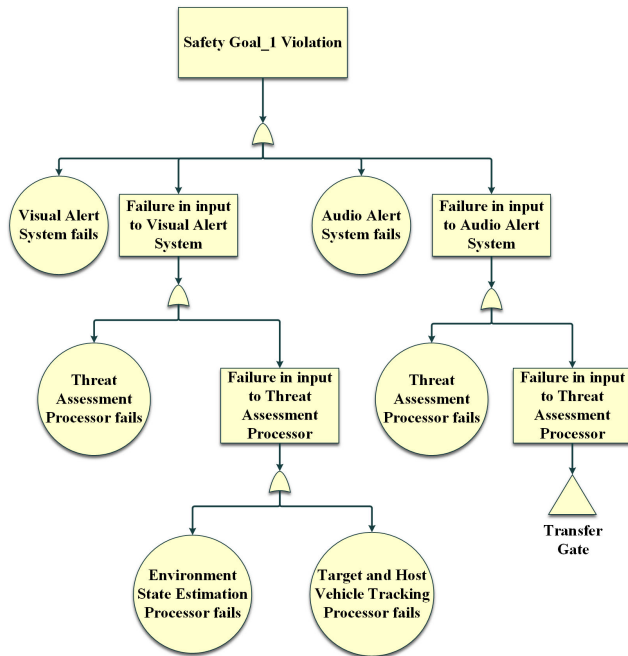 Safety Goal_1 Violation
Visual Alert
System fails
Failure in input
to Visual Alert
System
Audio Alert
System fails
Failure in input
to Audio Alert
System
Threat
Assessment
Processor fails
Failure in input
to Threat
Assessment
Processor
Threat
Assessment
Processor fails
Failure in input
to Threat
Assessment
Processor
Environment
State Estimation
Processor fails
Target and Host
Vehicle Tracking
Processor fails
Transfer
Gate